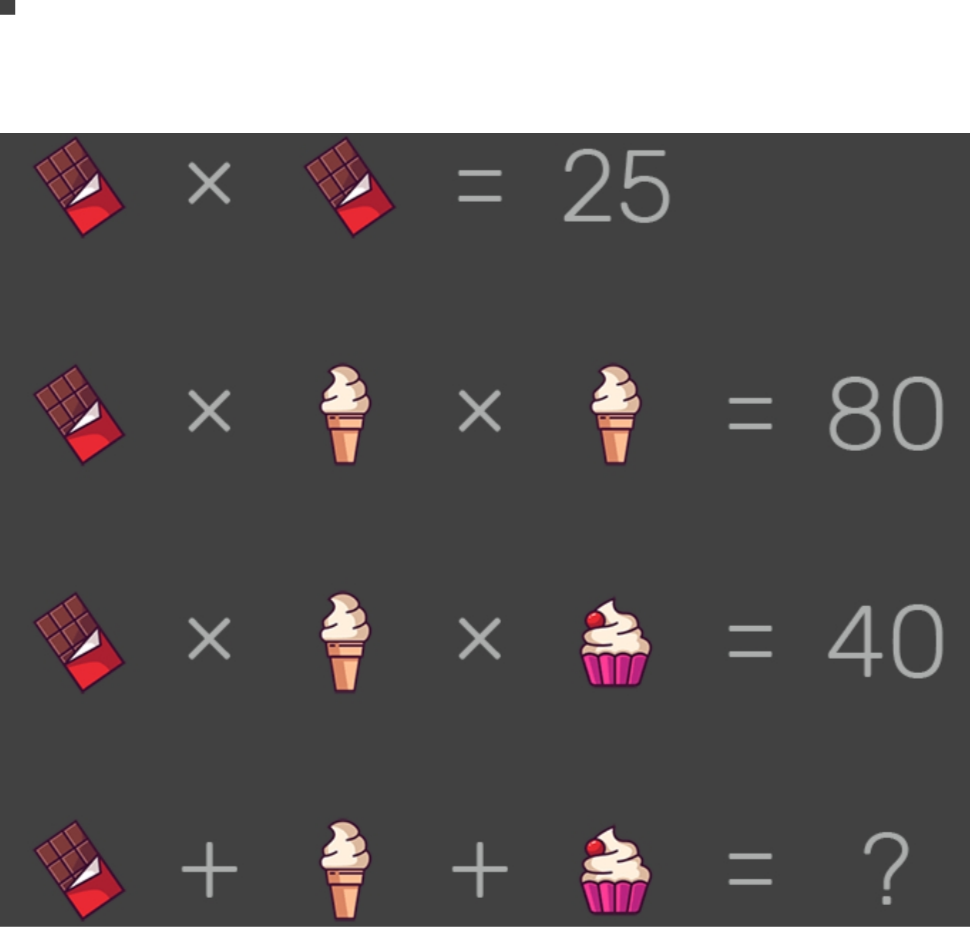 × = 25
× × = 80
× × = 40
+ + = ?